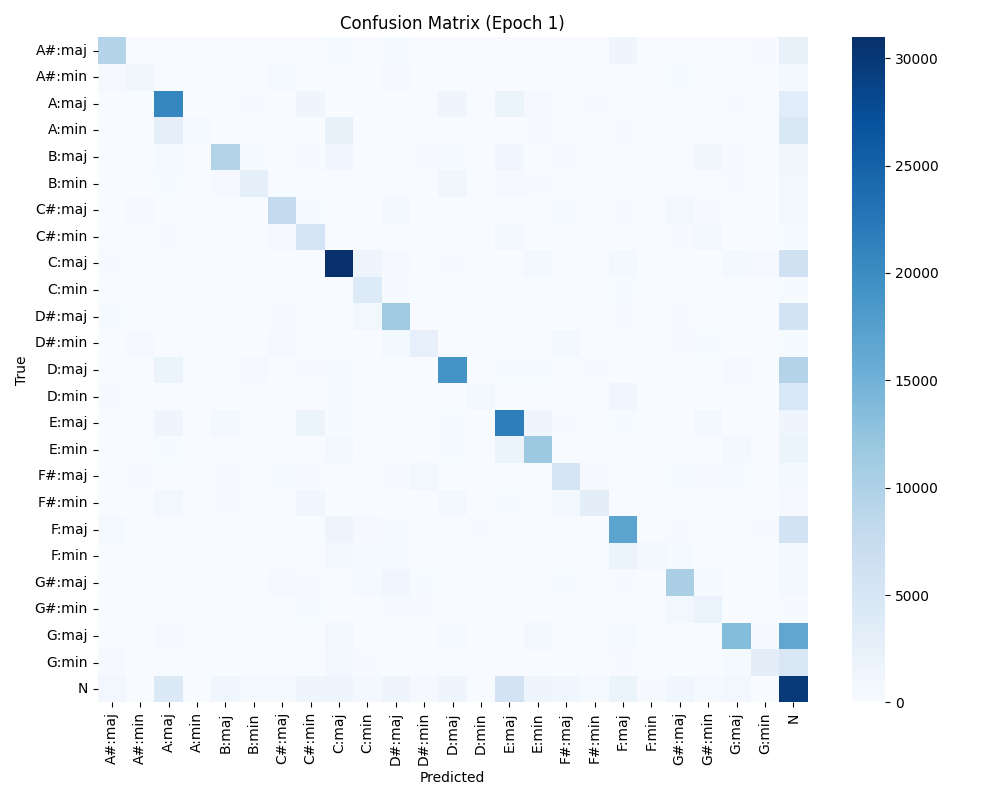 Confusion Matrix (Epoch 1)
True
A#:maj
A#:min
A:maj
A:min
B:maj
B:min
C#:maj
C#:min
C:maj
C:min
D#:maj
D#:min
D:maj
D:min
E:maj
E:min
F#:maj
F#:min
F:maj
F:min
G#:maj
G#:min
G:maj
G:min
N
A#:maj
A#:min
A:maj
A:min
B:maj
B:min
C#:maj
C#:min
C:maj
C:min
D#:maj
D#:min
D:maj
D:min
E:maj
E:min
F#:maj
F#:min
F:maj
F:min
G#:maj
G#:min
G:maj
G:min
N
Predicted
30000
25000
20000
15000
10000
5000
0